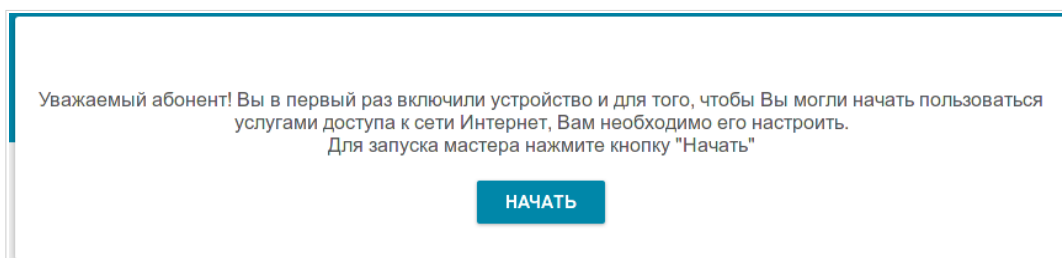 Уважаемый абонент! Вы в первый раз включили устройство и для того, чтобы Вы могли начать пользоваться
услугами доступа к сети Интернет, Вам необходимо его настроить.
Для запуска мастера нажмите кнопку "Начать"
НАЧАТЬ